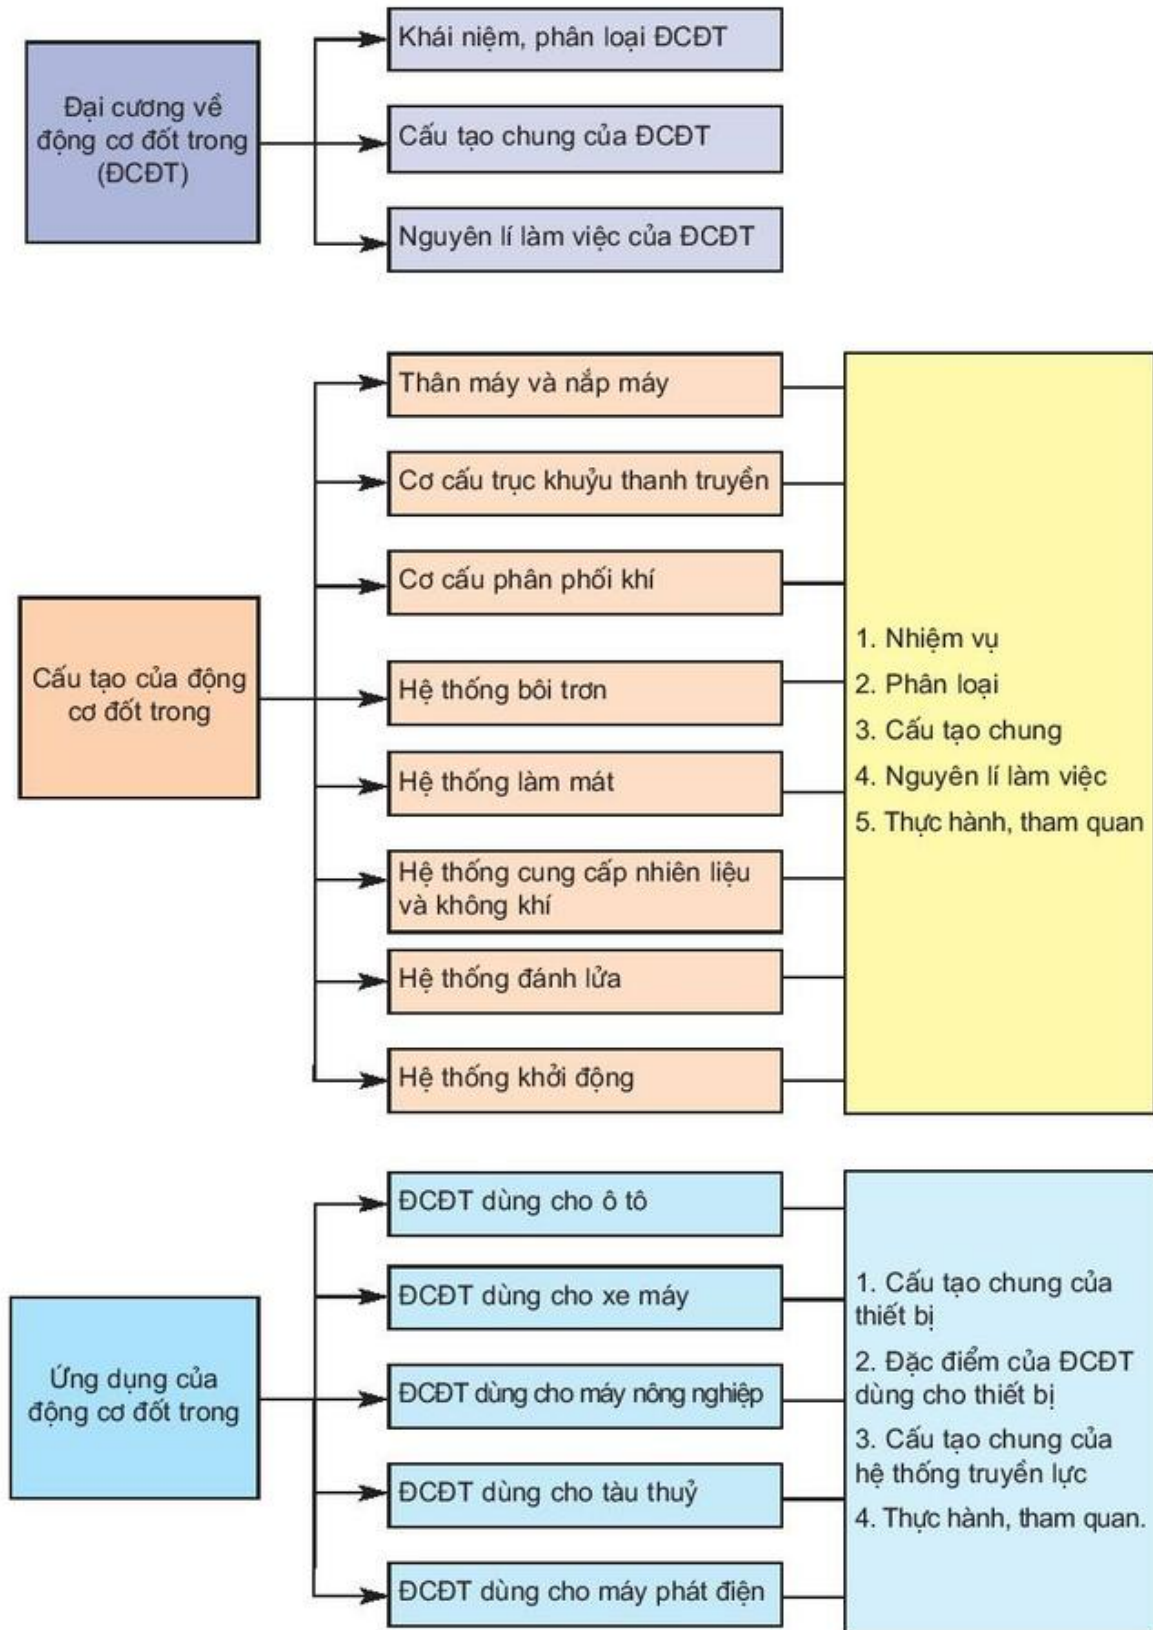 Đại cương về
động cơ đốt trong
(ĐCĐT)
Khái niệm, phân loại ĐCĐT
Cấu tạo chung của ĐCĐT
Nguyên lí làm việc của ĐCĐT
Cấu tạo của động
cơ đốt trong
Thân máy và nắp máy
Cơ cấu trục khuỷu thanh truyền
Cơ cấu phân phối khí
Hệ thống bôi trơn
Hệ thống làm mát
Hệ thống cung cấp nhiên liệu
và không khí
Hệ thống đánh lửa
Hệ thống khởi động
1. Nhiệm vụ
2. Phân loại
3. Cấu tạo chung
4. Nguyên lí làm việc
5. Thực hành, tham quan
Ứng dụng của
động cơ đốt trong
ĐCĐT dùng cho ô tô
ĐCĐT dùng cho xe máy
ĐCĐT dùng cho máy nông nghiệp
ĐCĐT dùng cho tàu thuỷ
ĐCĐT dùng cho máy phát điện
1. Cấu tạo chung của
thiết bị
2. Đặc điểm của ĐCĐT
dùng cho thiết bị
3. Cấu tạo chung của
hệ thống truyền lực
4. Thực hành, tham quan.